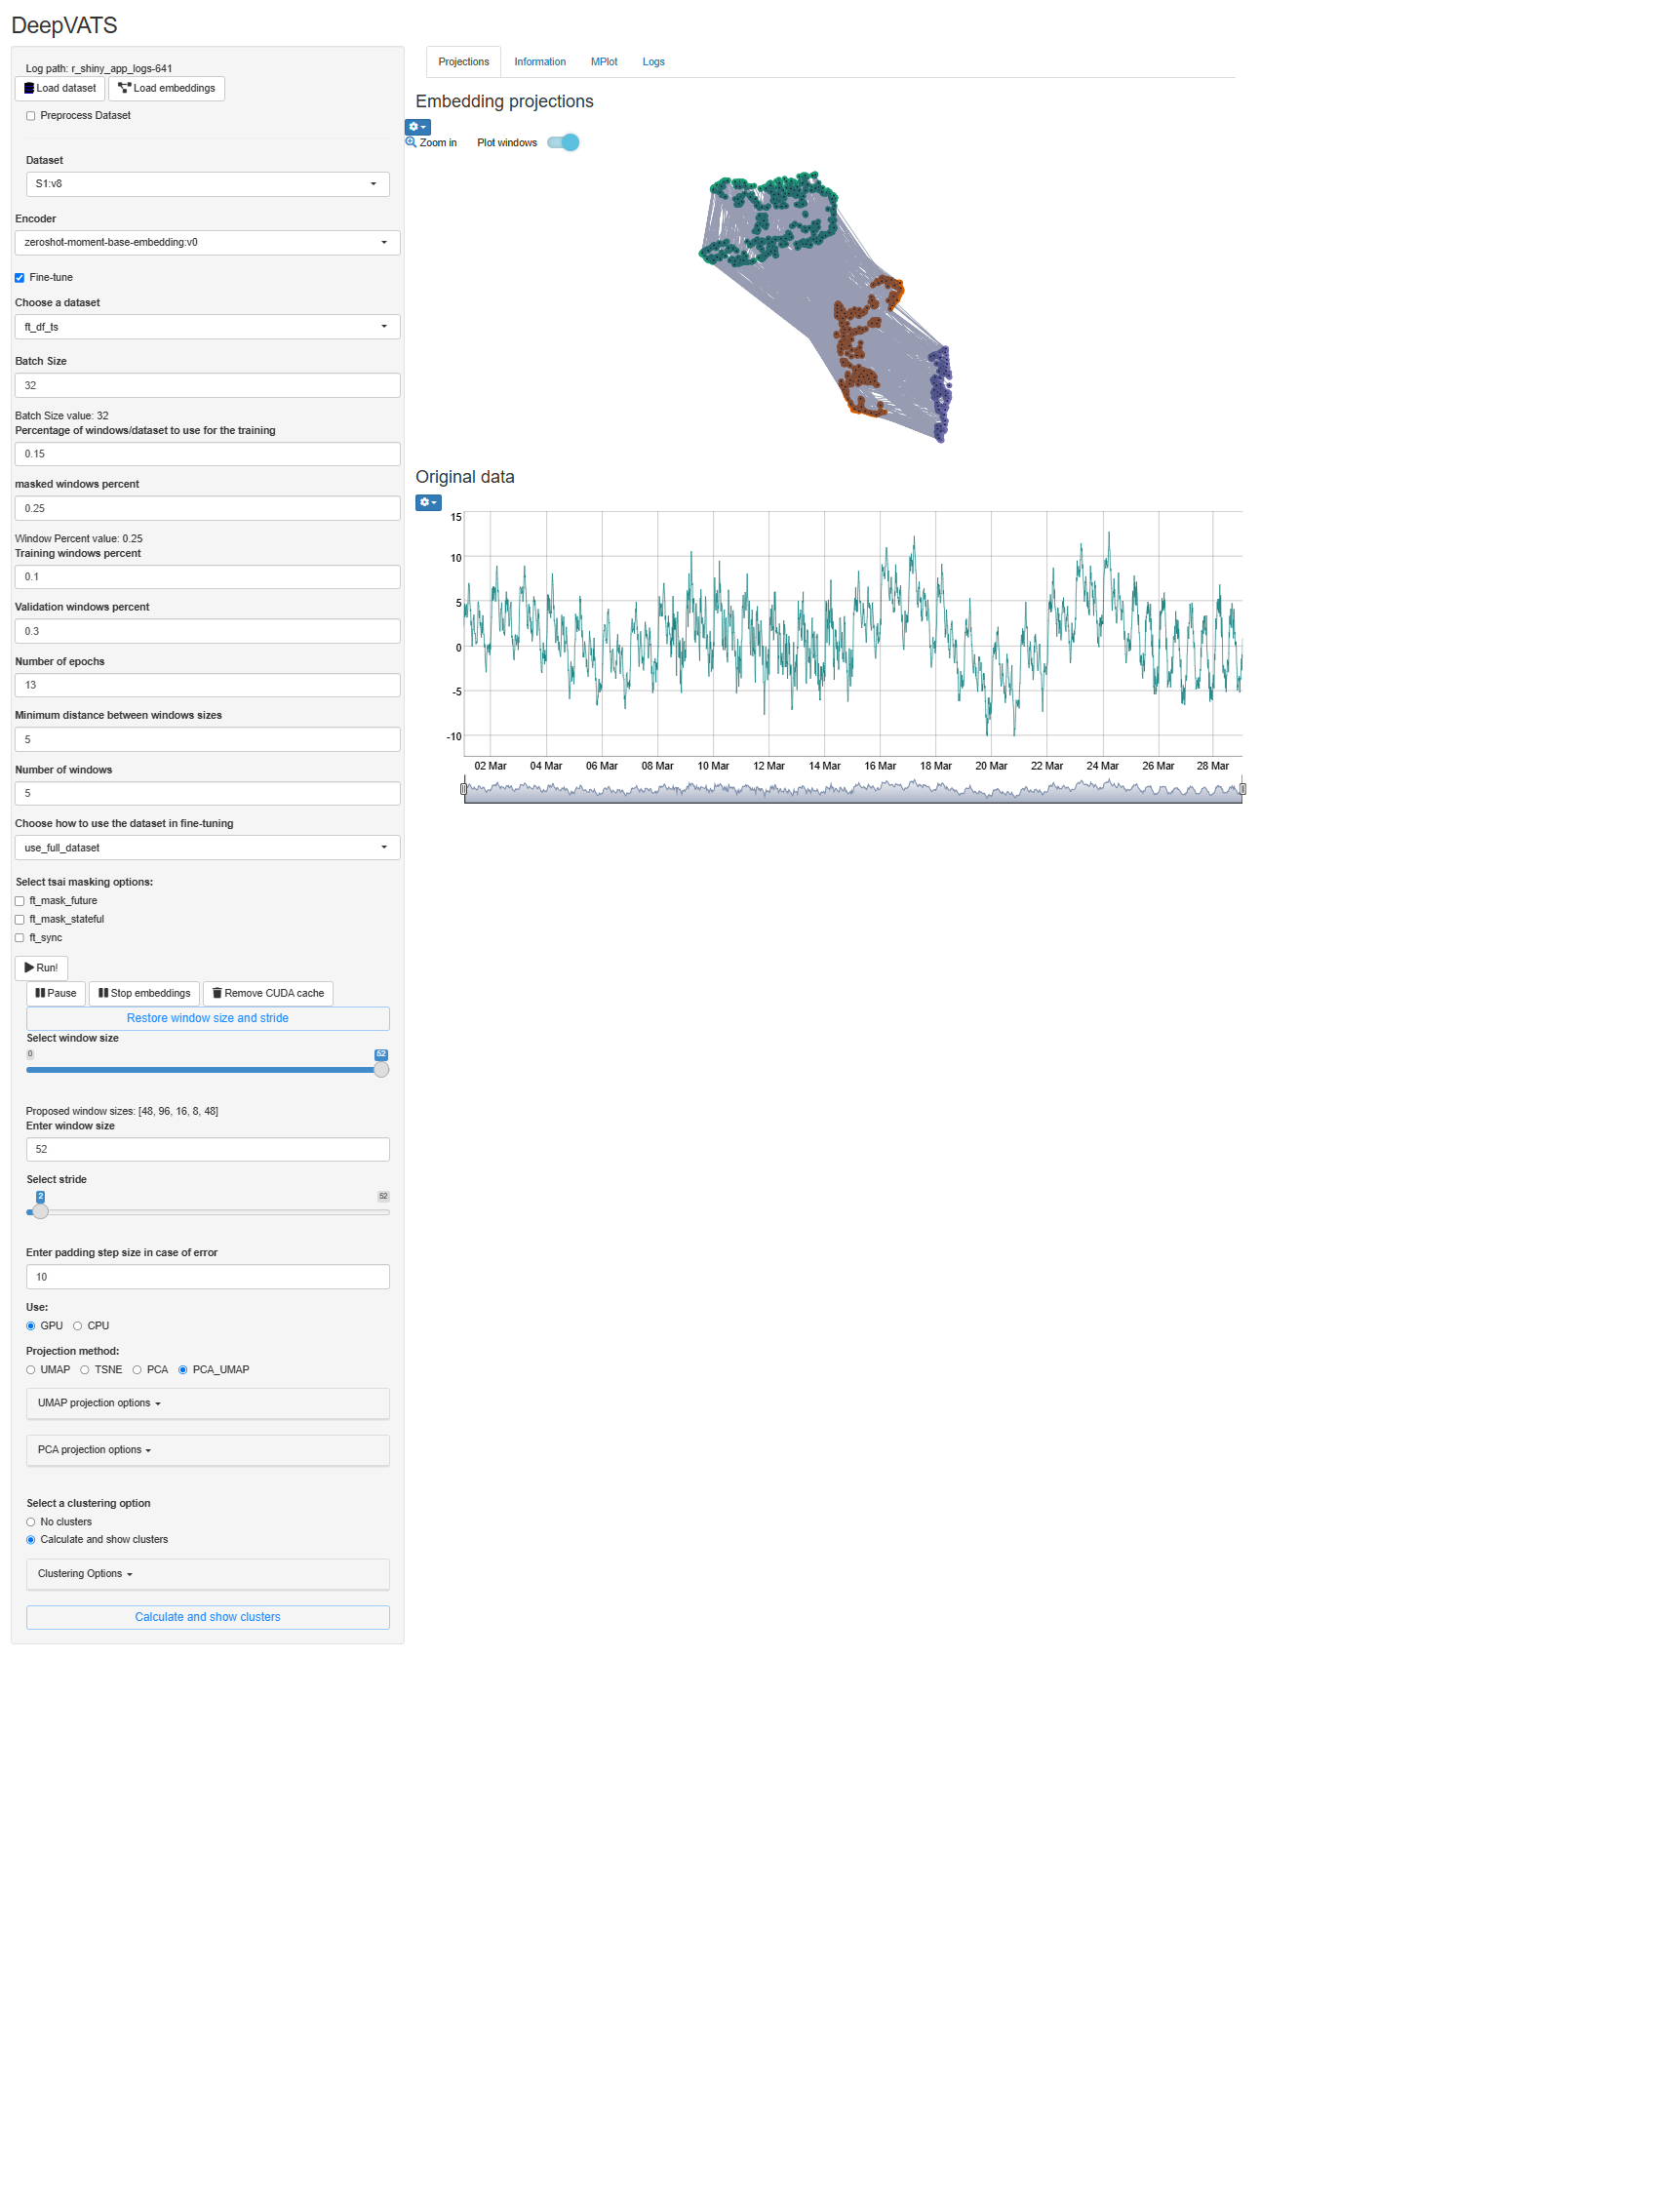 DeepVATS
Log path: r_shiny_app_logs-641
Load dataset
Load embeddings
Preprocess Dataset
Dataset
S1:v8
Encoder
zeroshot-moment-base-embedding:v0
Fine-tune
Choose a dataset
ft_df_ts
Batch Size
32
Batch Size value: 32
Percentage of windows/dataset to use for the training
0.15
masked windows percent
0.25
Window Percent value: 0.25
Training windows percent
0.1
Validation windows percent
0.3
Number of epochs
13
Minimum distance between windows sizes
5
Number of windows
5
Choose how to use the dataset in fine-tuning
use_full_dataset
Select tsai masking options:
ft_mask_future
ft_mask_stateful
ft_sync
Run!
Pause
Stop embeddings
Remove CUDA cache
Restore window size and stride
Select window size
0
52
Proposed window sizes: [48, 96, 16, 8, 48]
Enter window size
52
Select stride
2
52
Enter padding step size in case of error
10
Use:
GPU CPU
Projection method:
UMAP TSNE PCA PCA_UMAP
UMAP projection options
PCA projection options
Select a clustering option
No clusters
Calculate and show clusters
Clustering Options
Calculate and show clusters
Projections Information MPlot Logs
Embedding projections
Zoom in
Plot windows
Original data
15
10
5
0
-5
-10
02 Mar 04 Mar 06 Mar 08 Mar 10 Mar 12 Mar 14 Mar 16 Mar 18 Mar 20 Mar 22 Mar 24 Mar 26 Mar 28 Mar